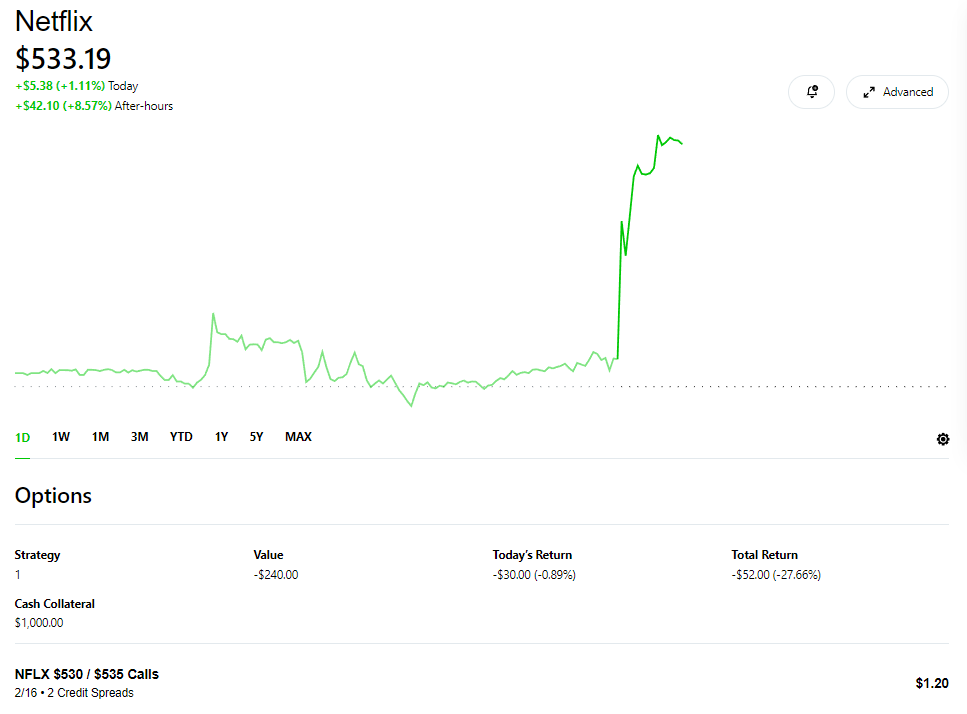 Netflix
$533.19
+$5.38 (+1.11%) Today
+$42.10 (+8.57%) After-hours
Advanced
1D 1W 1M 3M YTD 1Y 5Y MAX
Options
Strategy Value Today's Return Total Return
1 -$240.00 -$30.00 (-0.89%) -$52.00 (-27.66%)
Cash Collateral
$1,000.00
NFLX $530 / $535 Calls
$1.20
2/16 • 2 Credit Spreads